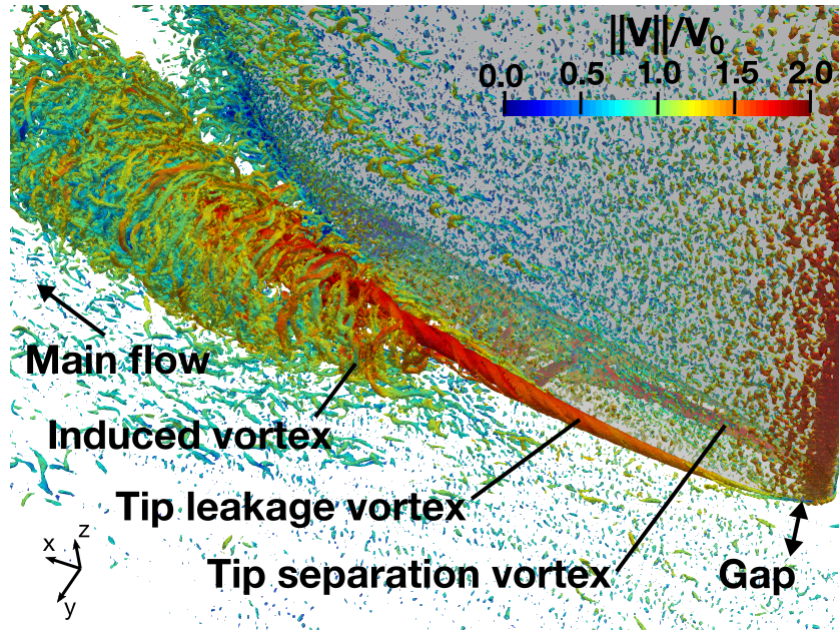 ||V||/V₀
0.0 0.5 1.0 1.5 2.0
Main flow
Induced vortex
Tip leakage vortex
Tip separation vortex
Gap
x
z
y